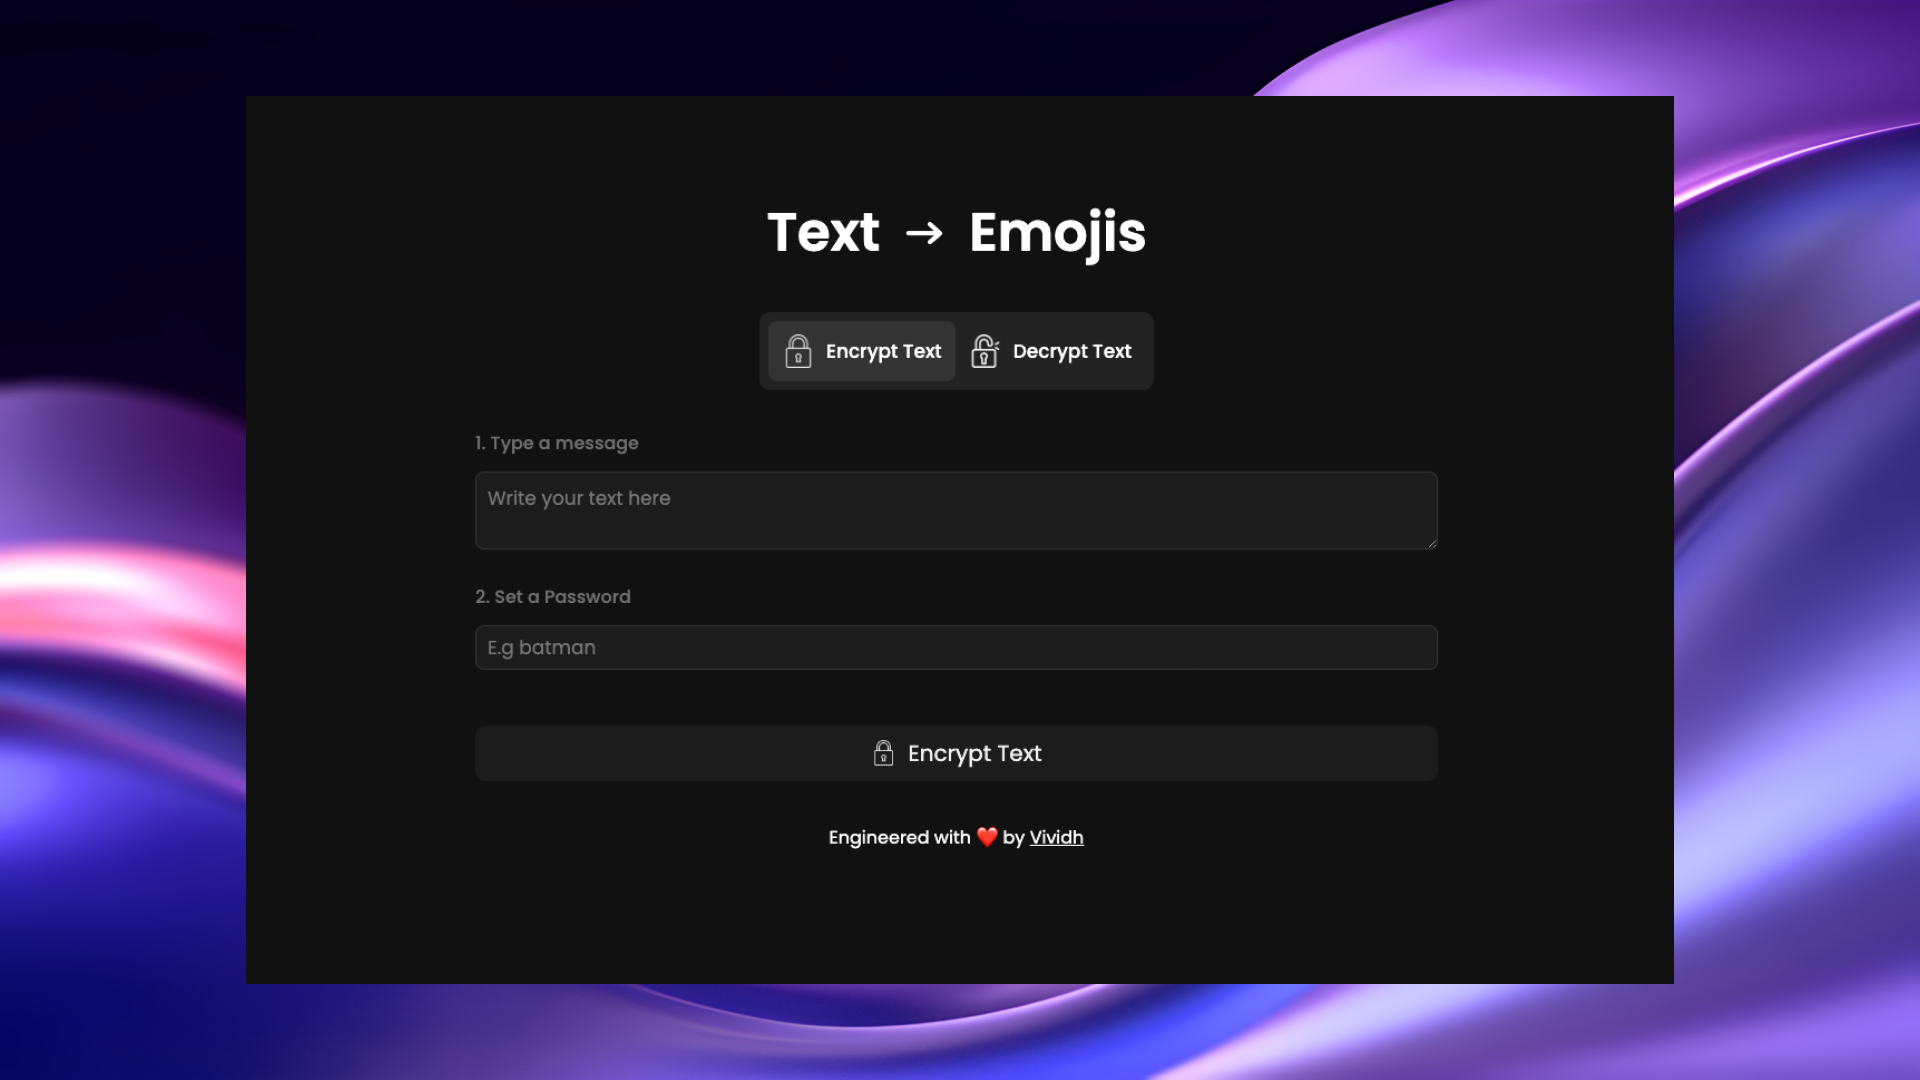 Text → Emojis
Encrypt Text
Decrypt Text
1. Type a message
Write your text here
2. Set a Password
E.g batman
Encrypt Text
Engineered with ❤️ by Vividh